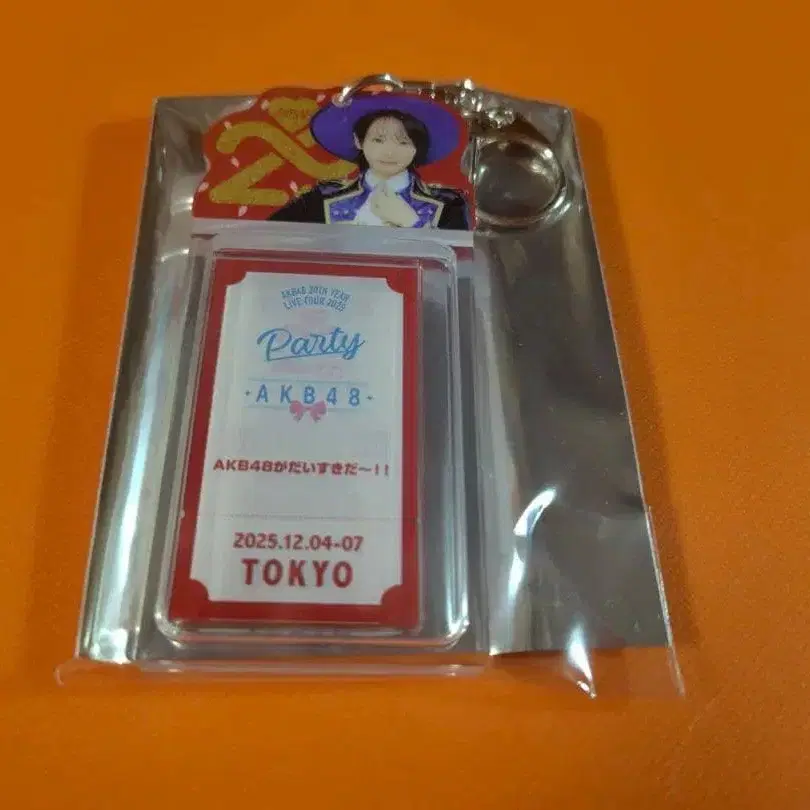 AKB48 20TH YEAR
LIVE TOUR 2025
Party
・AKB48・
AKB48がだいすきだ～!!
2025.12.04-07
TOKYO